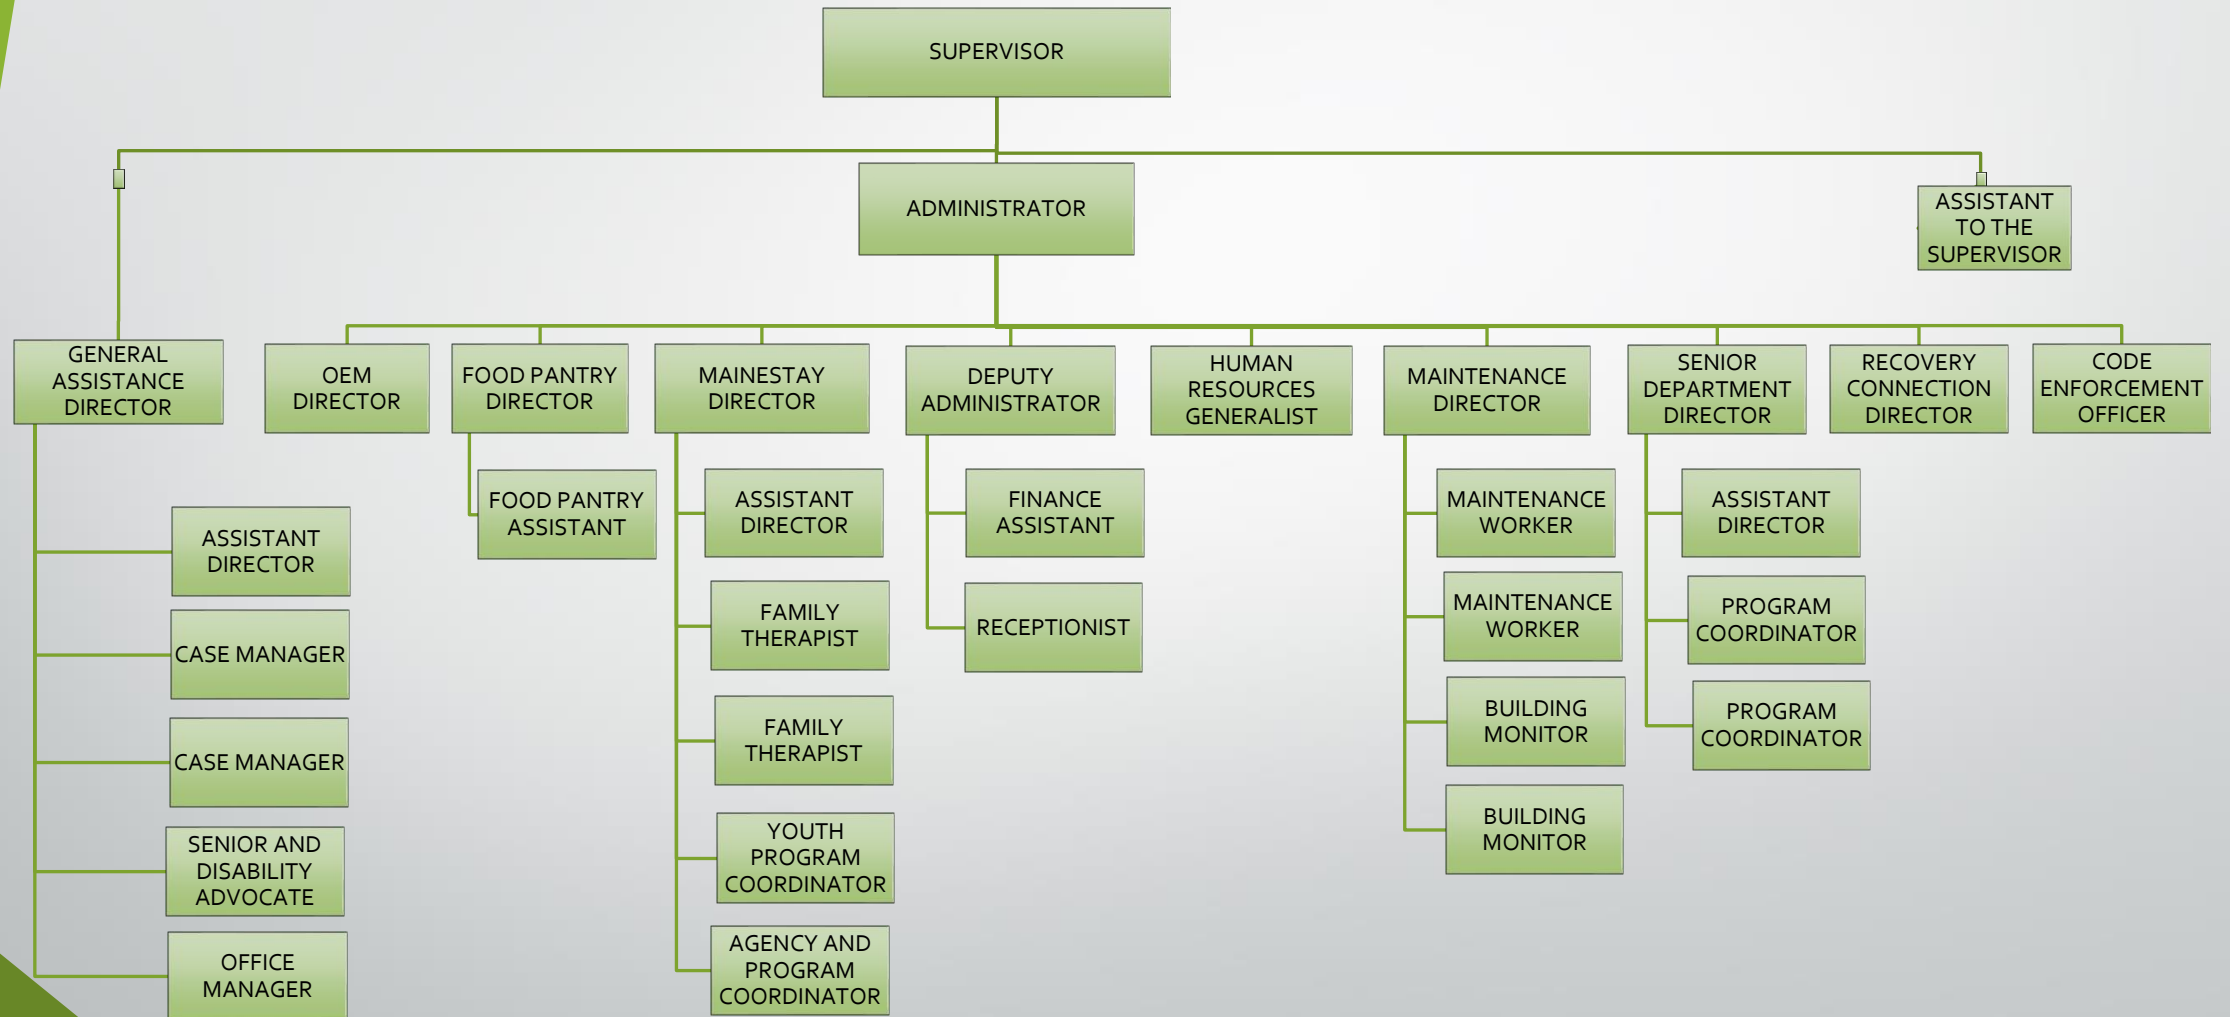 SUPERVISOR
ADMINISTRATOR
ASSISTANT
TO THE
SUPERVISOR
GENERAL
ASSISTANCE
DIRECTOR
OEM
DIRECTOR
FOOD PANTRY
DIRECTOR
MAINESTAY
DIRECTOR
DEPUTY
ADMINISTRATOR
HUMAN
RESOURCES
GENERALIST
MAINTENANCE
DIRECTOR
SENIOR
DEPARTMENT
DIRECTOR
RECOVERY
CONNECTION
DIRECTOR
CODE
ENFORCEMENT
OFFICER
ASSISTANT
DIRECTOR
CASE MANAGER
CASE MANAGER
SENIOR AND
DISABILITY
ADVOCATE
OFFICE
MANAGER
FOOD PANTRY
ASSISTANT
ASSISTANT
DIRECTOR
FAMILY
THERAPIST
FAMILY
THERAPIST
YOUTH
PROGRAM
COORDINATOR
AGENCY AND
PROGRAM
COORDINATOR
FINANCE
ASSISTANT
RECEPTIONIST
MAINTENANCE
WORKER
MAINTENANCE
WORKER
BUILDING
MONITOR
BUILDING
MONITOR
ASSISTANT
DIRECTOR
PROGRAM
COORDINATOR
PROGRAM
COORDINATOR